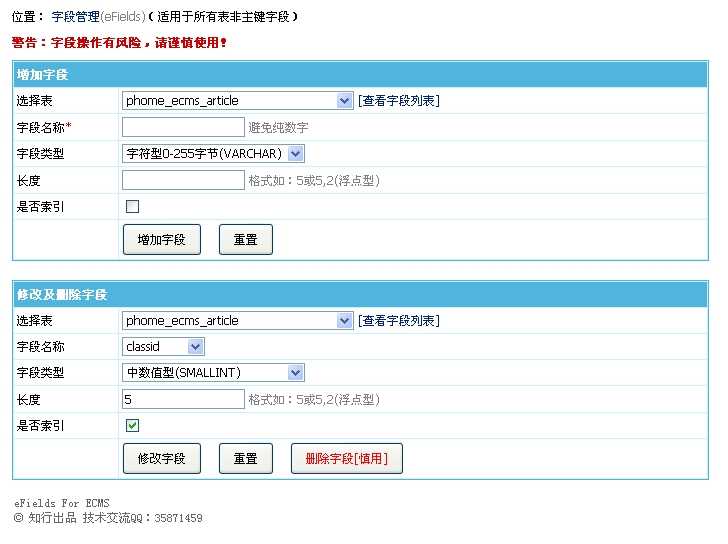 位置： 字段管理(eFields)（适用于所有表非主键字段）
警告：字段操作有风险，请谨慎使用！
增加字段
选择表 phome_ecms_article [查看字段列表]
字段名称* 避免纯数字
字段类型 字符型0-255字节(VARCHAR)
长度 格式如：5或5,2(浮点型)
是否索引
增加字段 重置
修改及删除字段
选择表 phome_ecms_article [查看字段列表]
字段名称 classid
字段类型 中数值型(SMALLINT)
长度 5 格式如：5或5,2(浮点型)
是否索引
修改字段 重置 删除字段[慎用]
eFields For ECMS
© 知行出品 技术交流QQ：35871459